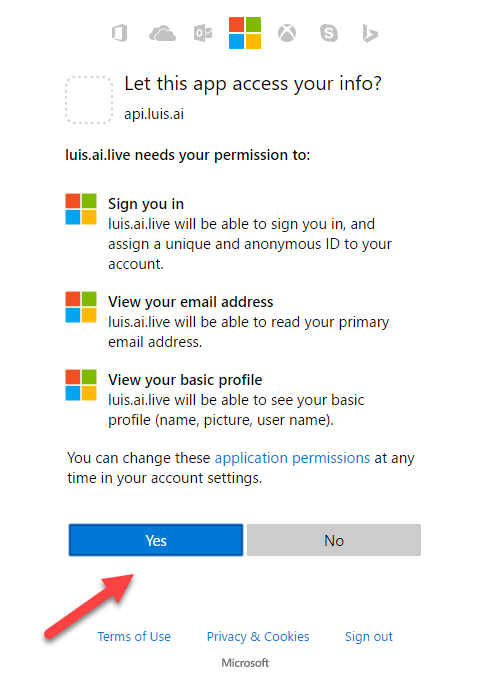 Let this app access your info?
api.luis.ai
luis.ai.live needs your permission to:
Sign you in
luis.ai.live will be able to sign you in, and
assign a unique and anonymous ID to your
account.
View your email address
luis.ai.live will be able to read your primary
email address.
View your basic profile
luis.ai.live will be able to see your basic
profile (name, picture, user name).
You can change these application permissions at any
time in your account settings.
Yes
No
Terms of Use
Privacy & Cookies
Sign out
Microsoft